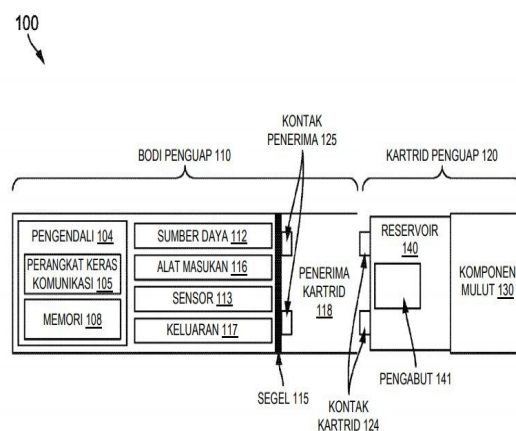 100
BODI PENGUAP 110
KONTAK
PENERIMA 125
KARTRID PENGUAP 120
PENGENDALI 104
PERANGKAT KERAS
KOMUNIKASI 105
MEMORI 108
SUMBER DAYA 112
ALAT MASUKAN 116
SENSOR 113
KELUARAN 117
PENERIMA
KARTRID
118
RESERVOIR
140
KOMPONEN
MULUT 130
SEGEL 115
KONTAK
KARTRID 124
PENGABUT 141